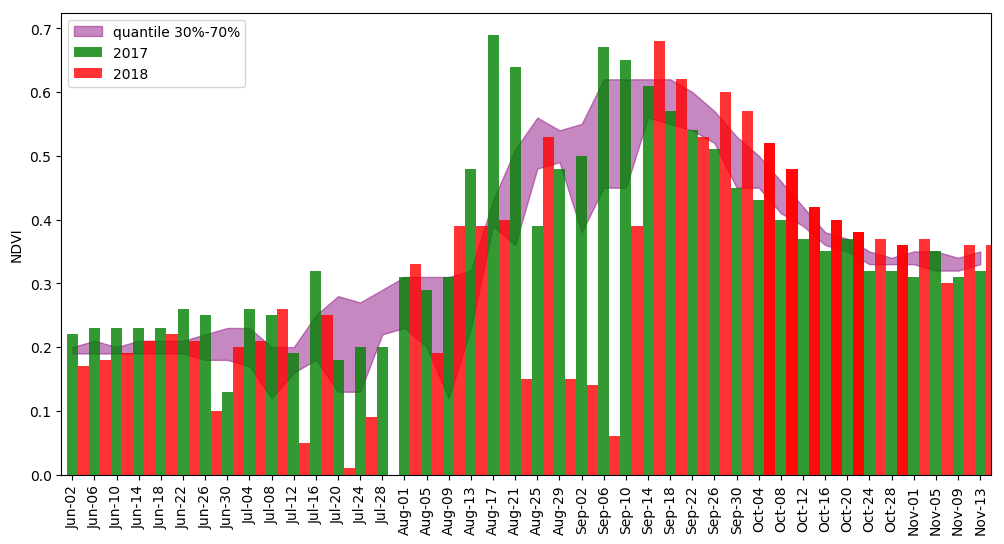 quantile 30%-70%
2017
2018
NDVI
0.7
0.6
0.5
0.4
0.3
0.2
0.1
0.0
Jun-02
Jun-06
Jun-10
Jun-14
Jun-18
Jun-22
Jun-26
Jun-30
Jul-04
Jul-08
Jul-12
Jul-16
Jul-20
Jul-24
Jul-28
Aug-01
Aug-05
Aug-09
Aug-13
Aug-17
Aug-21
Aug-25
Aug-29
Sep-02
Sep-06
Sep-10
Sep-14
Sep-18
Sep-22
Sep-26
Sep-30
Oct-04
Oct-08
Oct-12
Oct-16
Oct-20
Oct-24
Oct-28
Nov-01
Nov-05
Nov-09
Nov-13